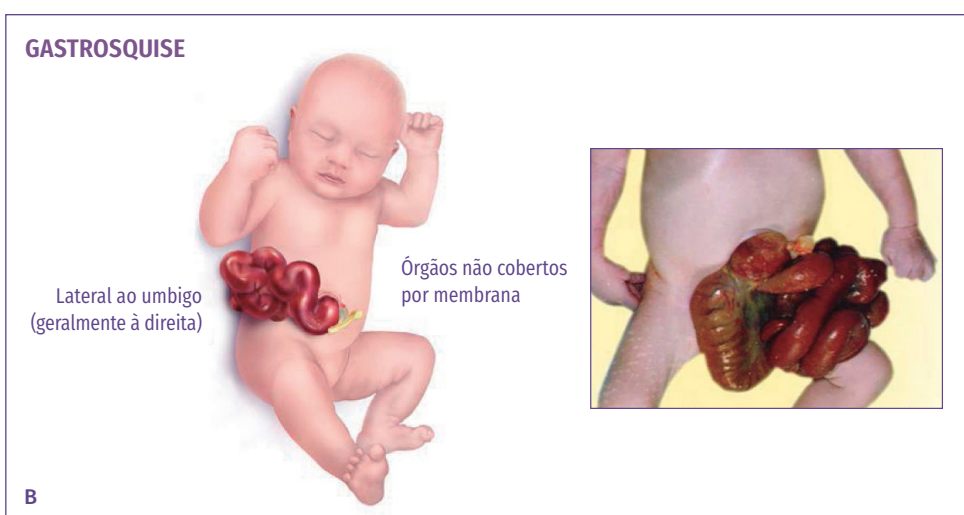 GASTROSQUISE
Lateral ao umbigo
(geralmente à direita)
Órgãos não cobertos
por membrana
B